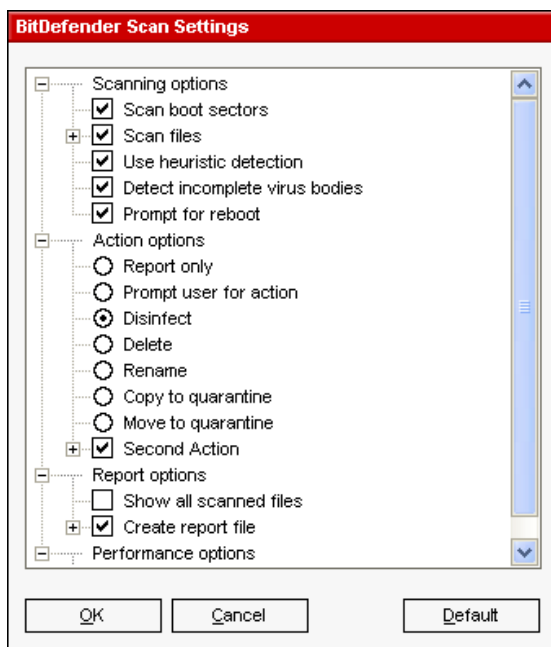 BitDefender Scan Settings
Scanning options
Scan boot sectors
Scan files
Use heuristic detection
Detect incomplete virus bodies
Prompt for reboot
Action options
Report only
Prompt user for action
Disinfect
Delete
Rename
Copy to quarantine
Move to quarantine
Second Action
Report options
Show all scanned files
Create report file
Performance options
OK Cancel Default